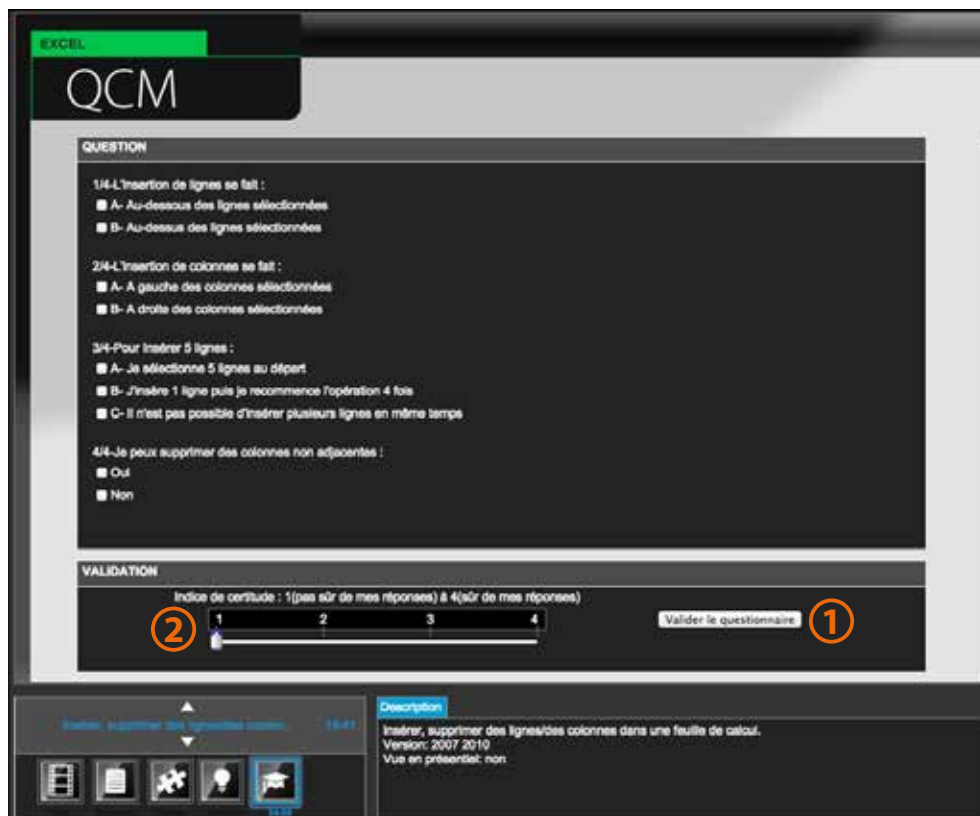 EXCEL
QCM
QUESTION
1/4-L'insertion de lignes se fait :
A- Au-dessous des lignes sélectionnées
B- Au-dessus des lignes sélectionnées
2/4-L'insertion de colonnes se fait :
A- A gauche des colonnes sélectionnées
B- A droite des colonnes sélectionnées
3/4-Pour insérer 5 lignes :
A- Je sélectionne 5 lignes au départ
B- J'insère 1 ligne puis je recommence l'opération 4 fois
C- Il n'est pas possible d'insérer plusieurs lignes en même temps
4/4-Je peux supprimer des colonnes non adjacentes :
Oui
Non
VALIDATION
Indice de certitude : 1(pas sûr de mes réponses) à 4(sûr de mes réponses)
1 2 3 4
2
Valider le questionnaire
1
Insérer, supprimer des lignes/des
Description
Insérer, supprimer des lignes/des colonnes dans une feuille de calcul.
Version: 2007 2010
Vue en présentiel: non